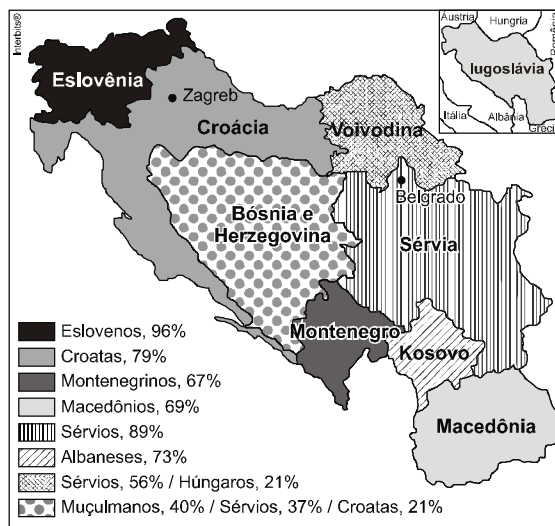 Interbits®
Eslovênia
Zagreb
Croácia
Voivodina
Belgrado
Bósnia e
Herzegovina
Sérvia
Montenegro
Kosovo
Macedônia
Áustria
Hungria
Romênia
Iugoslávia
Itália
Albânia
Grécia
Eslovenos, 96%
Croatas, 79%
Montenegrinos, 67%
Macedônios, 69%
Sérvios, 89%
Albaneses, 73%
Sérvios, 56% / Húngaros, 21%
Muçulmanos, 40% / Sérvios, 37% / Croatas, 21%